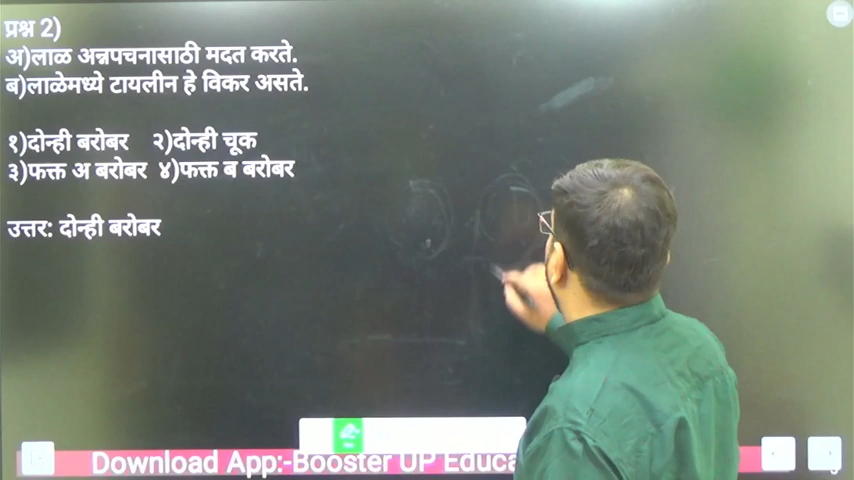 प्रश्न 2)
अ)लाळ अन्नपचनासाठी मदत करते.
ब)लाळेमध्ये टायलीन हे विकर असते.
१)दोन्ही बरोबर २)दोन्ही चूक
३)फक्त अ बरोबर ४)फक्त ब बरोबर
उत्तर: दोन्ही बरोबर
Download App:-Booster UP